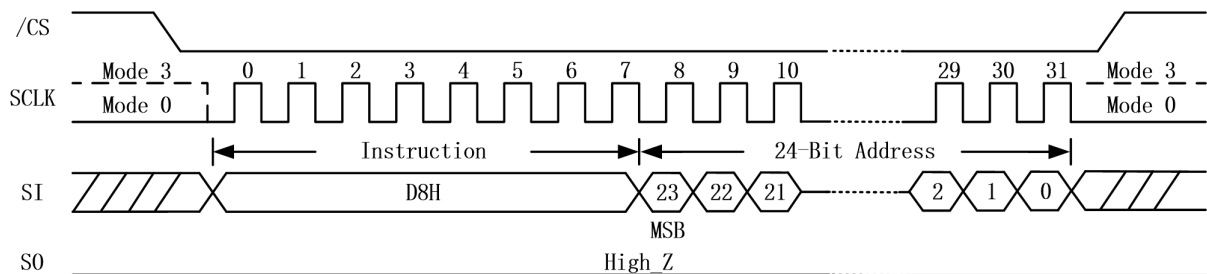 /CS
0 1 2 3 4 5 6 7 8 9 10 29 30 31
Mode 3 Mode 3
SCLK
Mode 0 Mode 0
Instruction 24-Bit Address
SI D8H 23 22 21 2 1 0
MSB
SO High_Z